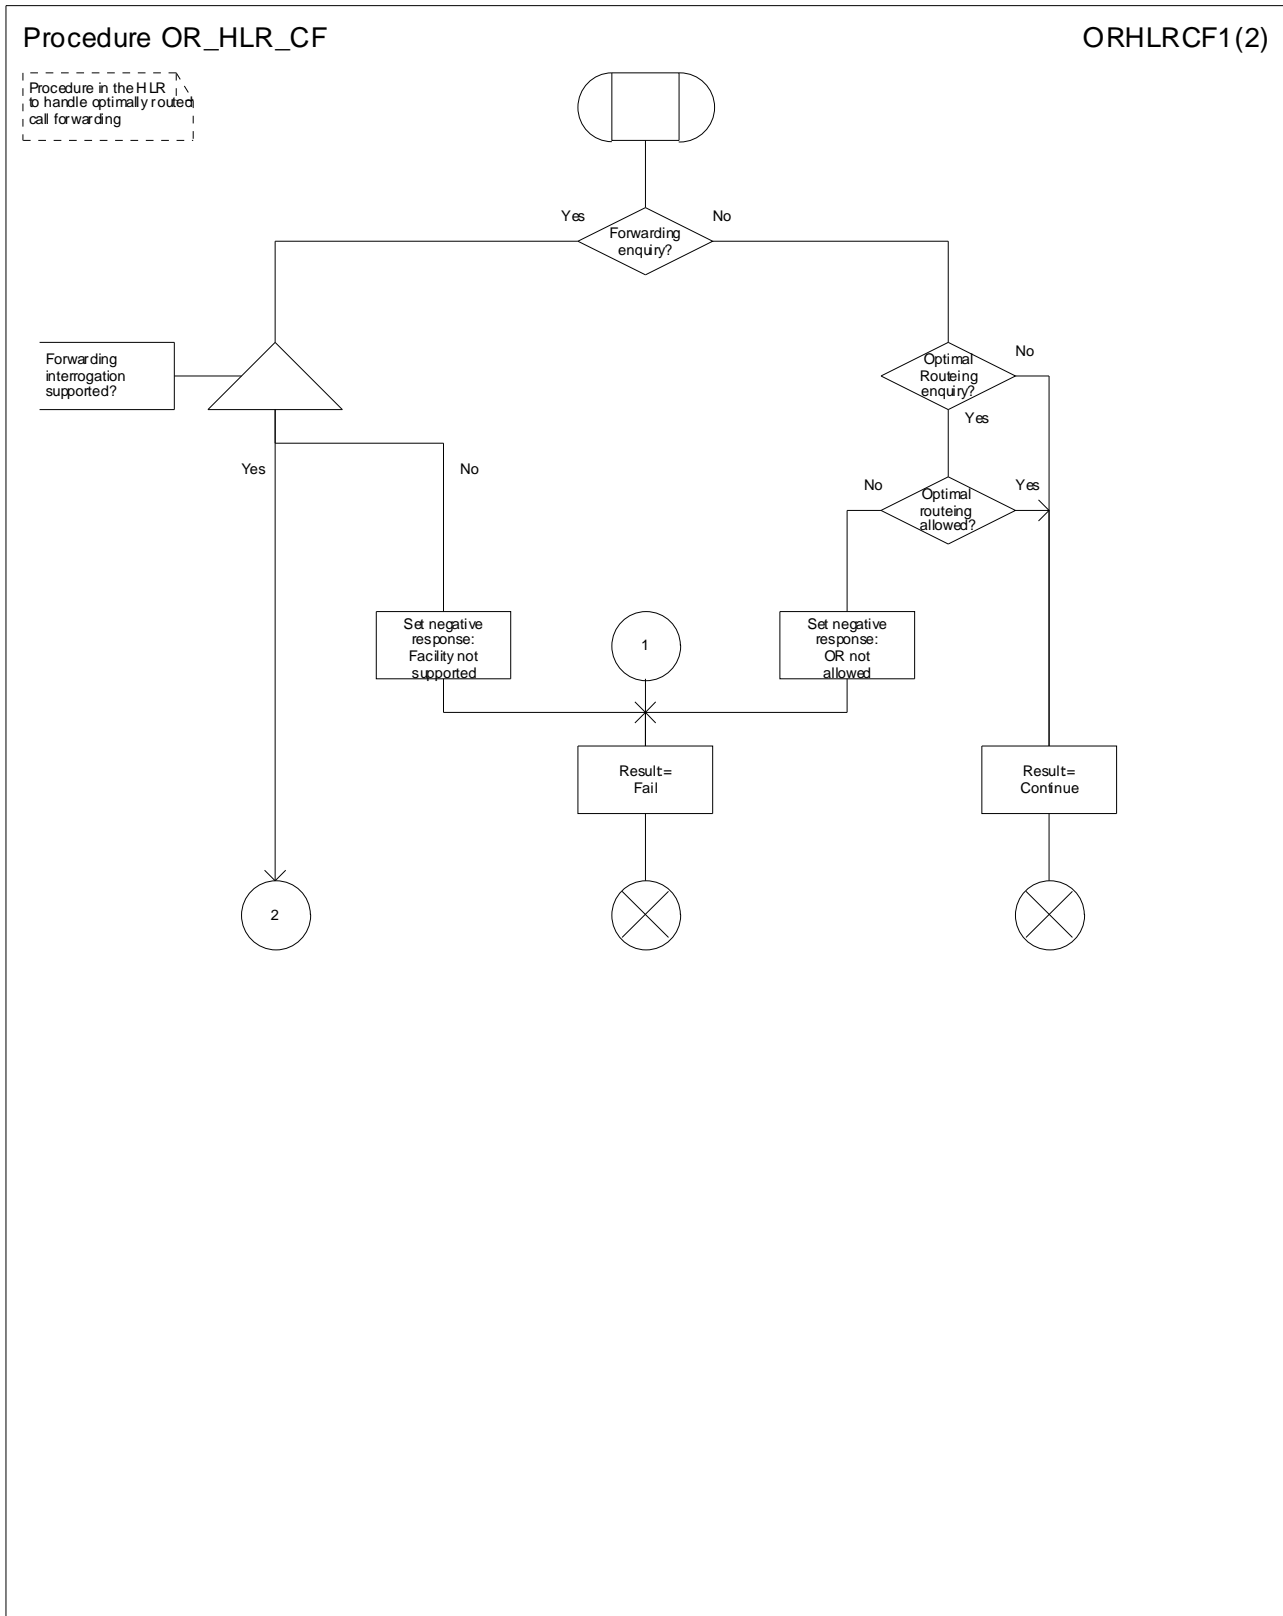 Procedure OR_HLR_CF
ORHLRCF1(2)
Procedure in the HLR
to handle optimally routed
call forwarding
Yes
No
Forwarding
enquiry?
Forwarding
interrogation
supported?
Optimal
Routeing
enquiry?
No
Yes
Yes
No
No
Optimal
routeing
allowed?
Yes
Set negative
response:
Facility not
supported
1
Set negative
response:
OR not
allowed
Result=
Fail
Result=
Continue
2